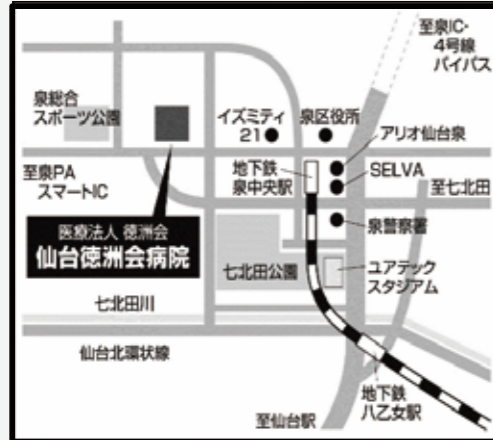 至泉IC・
4号線
バイパス
泉総合
スポーツ公園
イズミティ
21
泉区役所
アリオ仙台泉
至泉PA
スマートIC
地下鉄
泉中央駅
SELVA
至七北田
医療法人 徳洲会
仙台徳洲会病院
泉警察署
七北田公園
ユアテック
スタジアム
七北田川
仙台北環状線
地下鉄
八乙女駅
至仙台駅